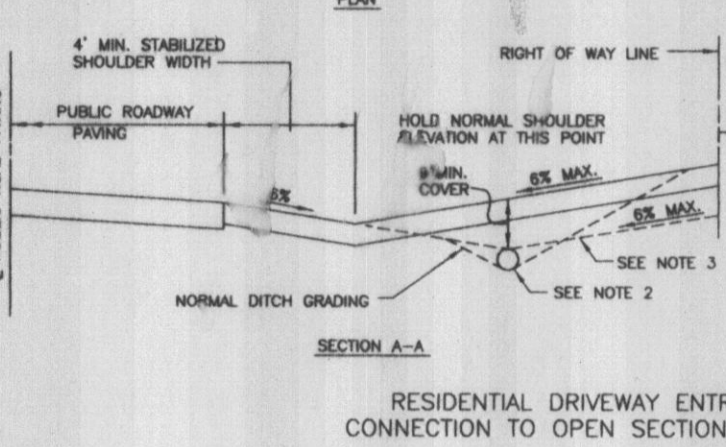 PLAN
4' MIN. STABILIZED
SHOULDER WIDTH
RIGHT OF WAY LINE
PUBLIC ROADWAY
PAVING
HOLD NORMAL SHOULDER
ELEVATION AT THIS POINT
MIN.
COVER
6% MAX.
6%
6% MAX.
SEE NOTE 3
SEE NOTE 2
NORMAL DITCH GRADING
SECTION A-A
RESIDENTIAL DRIVEWAY ENTR
CONNECTION TO OPEN SECTION